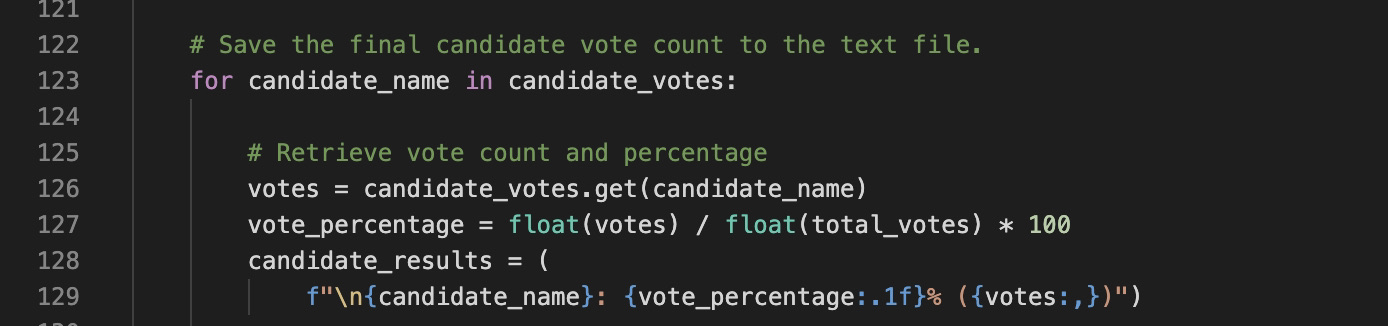 121
122 # Save the final candidate vote count to the text file.
123 for candidate_name in candidate_votes:
124
125 # Retrieve vote count and percentage
126 votes = candidate_votes.get(candidate_name)
127 vote_percentage = float(votes) / float(total_votes) * 100
128 candidate_results = (
129 f"\n{candidate_name}: {vote_percentage:.1f}% ({votes:,})")
130